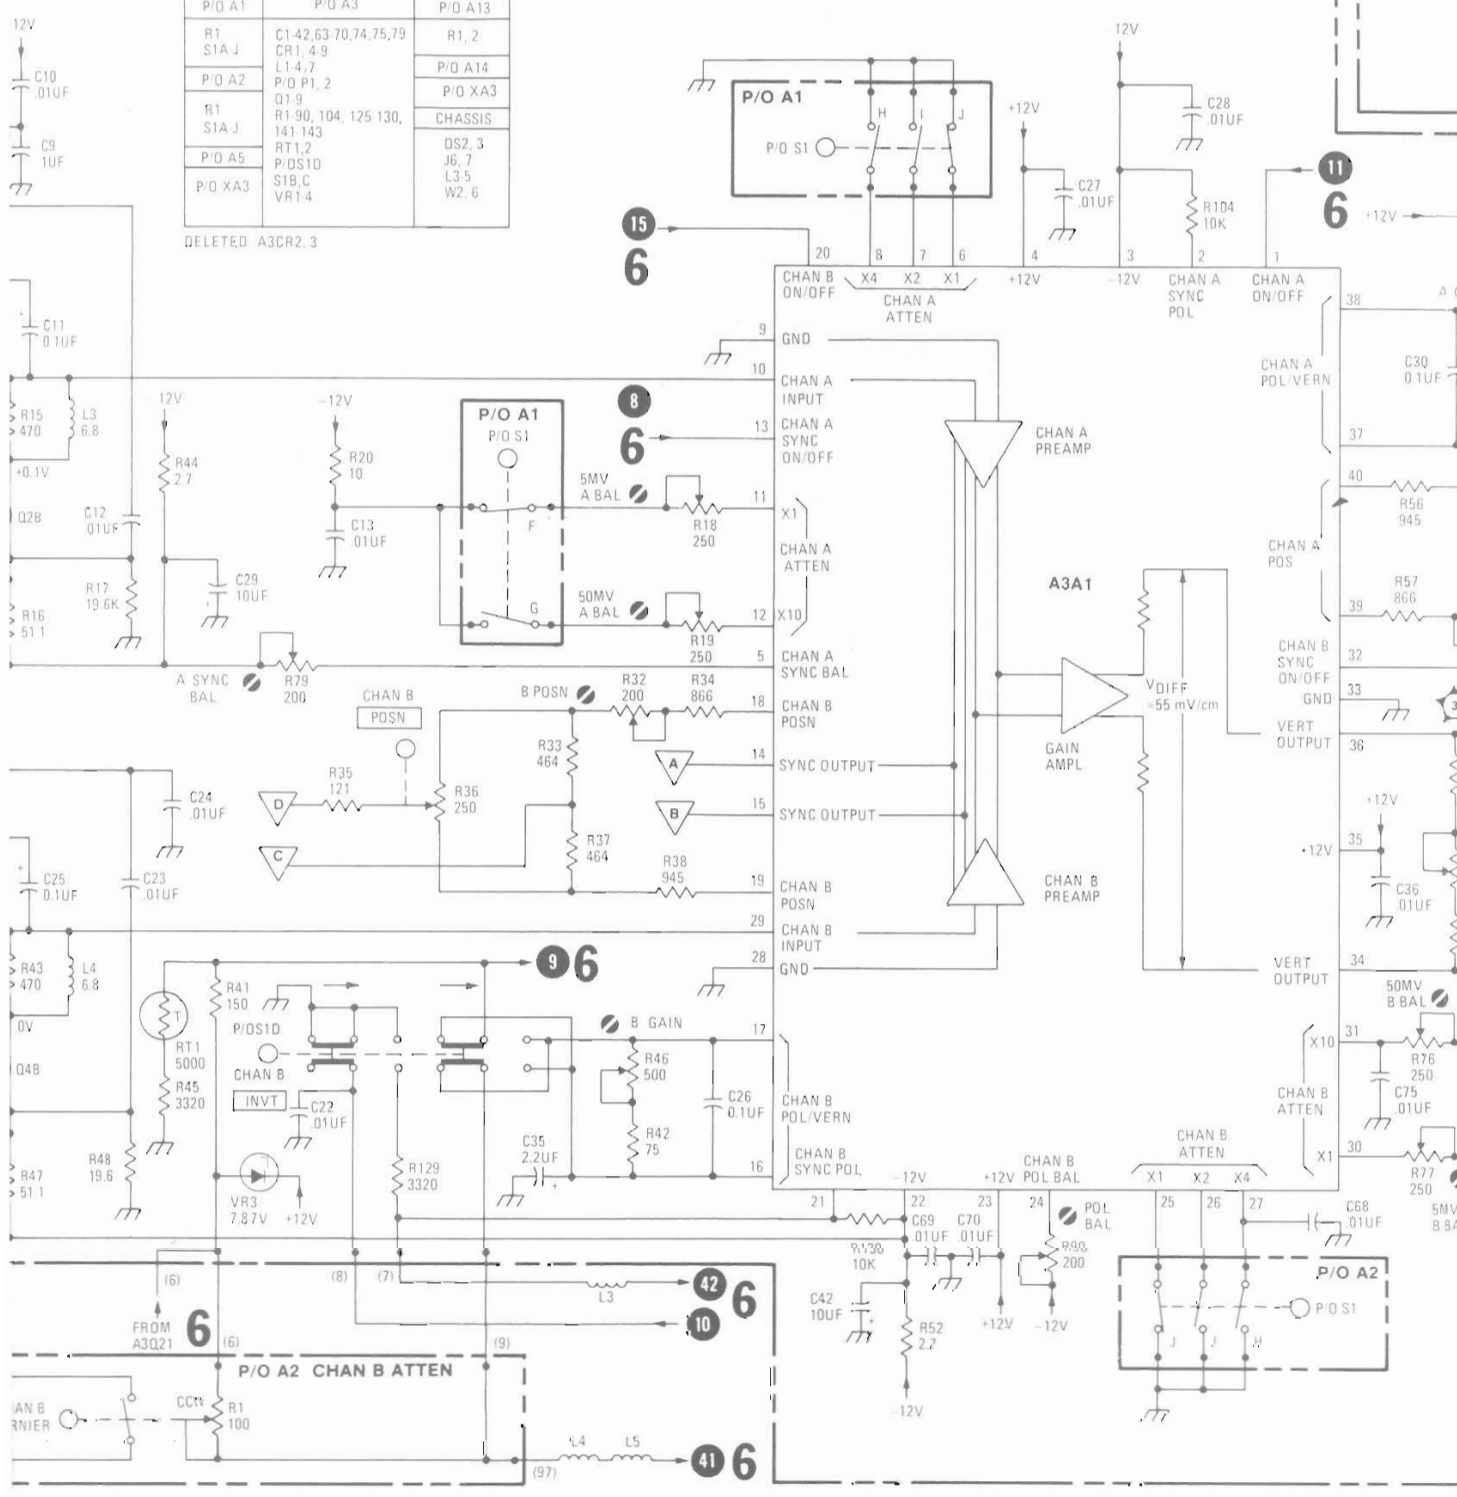 P/O A1
P/O A3
P/O A13
R1
S1A-J
C1-42,63-70,74,75,79
CR1, 4-9
L1-4,7
P/O P1, 2
Q1-9
R1-90, 104, 125-130,
141-143
RT1,2
P/OS1D
S1B,C
VR1-4
R1, 2
P/O A14
P/O XA3
CHASSIS
DS2, 3
J6, 7
L3-5
W2, 6
P/O A2
R1
S1A-J
P/O A5
P/O XA3
DELETED A3CR2, 3
12V
C10
.01UF
C9
1UF
P/O A1
H I J
P/O S1
+12V
C27
.01UF
-12V
C28
.01UF
R104
10K
11
6
+12V
15
6
20 8 7 6 4 3 2 1
CHAN B
ON/OFF
X4 X2 X1
CHAN A
ATTEN
+12V
-12V
CHAN A
SYNC
POL
CHAN A
ON/OFF
38
CHAN A
POL/VERN
C30
0.1UF
37
C11
0.1UF
9
GND
10
CHAN A
INPUT
8
6
13
CHAN A
SYNC
ON/OFF
CHAN A
PREAMP
R15
470
L3
6.8
+0.1V
12V
R44
2.7
-12V
R20
10
C13
.01UF
P/O A1
P/O S1
F
G
5MV
A BAL
R18
250
11
X1
CHAN A
ATTEN
50MV
A BAL
R19
250
12
X10
40
R56
945
CHAN A
POS
R57
866
39
A3A1
Q2B
C12
.01UF
R17
19.6K
R16
51.1
C29
10UF
A SYNC
BAL
R79
200
5
CHAN A
SYNC BAL
CHAN B
SYNC
ON/OFF
32
33
GND
VERT
OUTPUT
36
VDIFF
≈55 mV/cm
GAIN
AMPL
CHAN B
POSN
B POSN
R32
200
R34
866
18
CHAN B
POSN
R33
464
A
14
SYNC OUTPUT
B
15
SYNC OUTPUT
D
R35
121
R36
250
C
R37
464
R38
945
19
CHAN B
POSN
CHAN B
PREAMP
+12V
35
+12V
C36
.01UF
C24
.01UF
C25
0.1UF
C23
.01UF
29
CHAN B
INPUT
28
GND
VERT
OUTPUT
34
50MV
B BAL
R43
470
L4
6.8
0V
Q4B
R47
51.1
R48
19.6
9 6
R41
150
P/OS1D
CHAN B
INVT
RT1
5000
T
R45
3320
C22
.01UF
VR3
7.87V
+12V
R129
3320
C35
2.2UF
B GAIN
R46
500
R42
75
C26
0.1UF
17
CHAN B
POL/VERN
CHAN B
SYNC POL
16
X10
31
R76
250
C75
.01UF
CHAN B
ATTEN
X1
30
R77
250
5MV
CHAN B
ATTEN
X1 X2 X4
-12V
+12V
CHAN B
POL BAL
21 22 23 24 25 26 27
POL
BAL
C69
.01UF
C70
.01UF
R130
10K
R90
200
C68
.01UF
C42
10UF
R52
2.2
+12V
-12V
-12V
P/O A2
P/O S1
J
H
(6)
(8)
(7)
FROM
A3Q21
6
(6)
(9)
L3
42
10
6
P/O A2 CHAN B ATTEN
CCW
R1
100
(97)
L4
L5
41 6